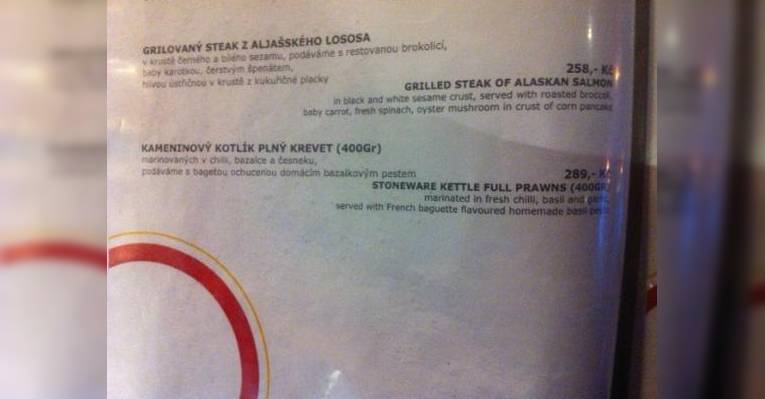 GRILOVANÝ STEAK Z ALJAŠSKÉHO LOSOSA
v krustě černého a bílého sezamu, podáváme s restovanou brokolicí,
baby karotkou, čerstvým špenátem,
hlívou ústřičnou v krustě z kukuřičné placky
258,- Kč
GRILLED STEAK OF ALASKAN SALMON
in black and white sesame crust, served with roasted broccoli,
baby carrot, fresh spinach, oyster mushroom in crust of corn pancake
KAMENINOVÝ KOTLÍK PLNÝ KREVET (400Gr)
marinovaných v chilli, bazalce a česneku,
podáváme s bagetou ochucenou domácím bazalkovým pestem
289,- Kč
STONEWARE KETTLE FULL PRAWNS (400GR)
marinated in fresh chilli, basil and garlic,
served with French baguette flavoured homemade basil pesto